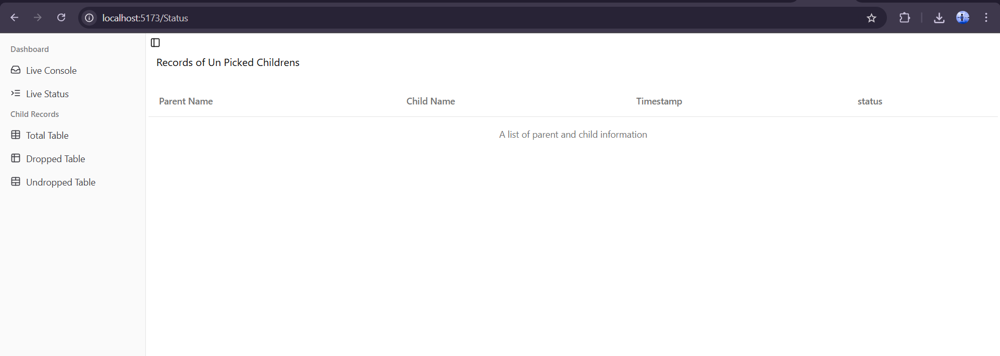 localhost:5173/Status
Dashboard
Live Console
Live Status
Child Records
Total Table
Dropped Table
Undropped Table
Records of Un Picked Childrens
Parent Name Child Name Timestamp status
A list of parent and child information